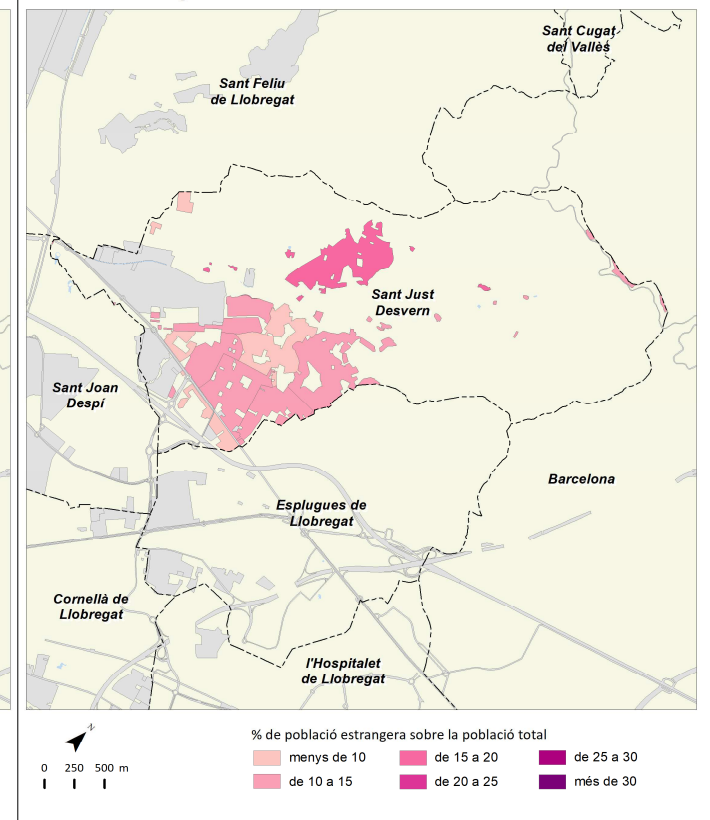 Sant Cugat
del Vallès
Sant Feliu
de Llobregat
Sant Just
Desvern
Sant Joan
Despí
Barcelona
Esplugues de
Llobregat
Cornellà de
Llobregat
l'Hospitalet
de Llobregat
N
% de població estrangera sobre la població total
menys de 10
de 15 a 20
de 25 a 30
0 250 500 m
de 10 a 15
de 20 a 25
més de 30